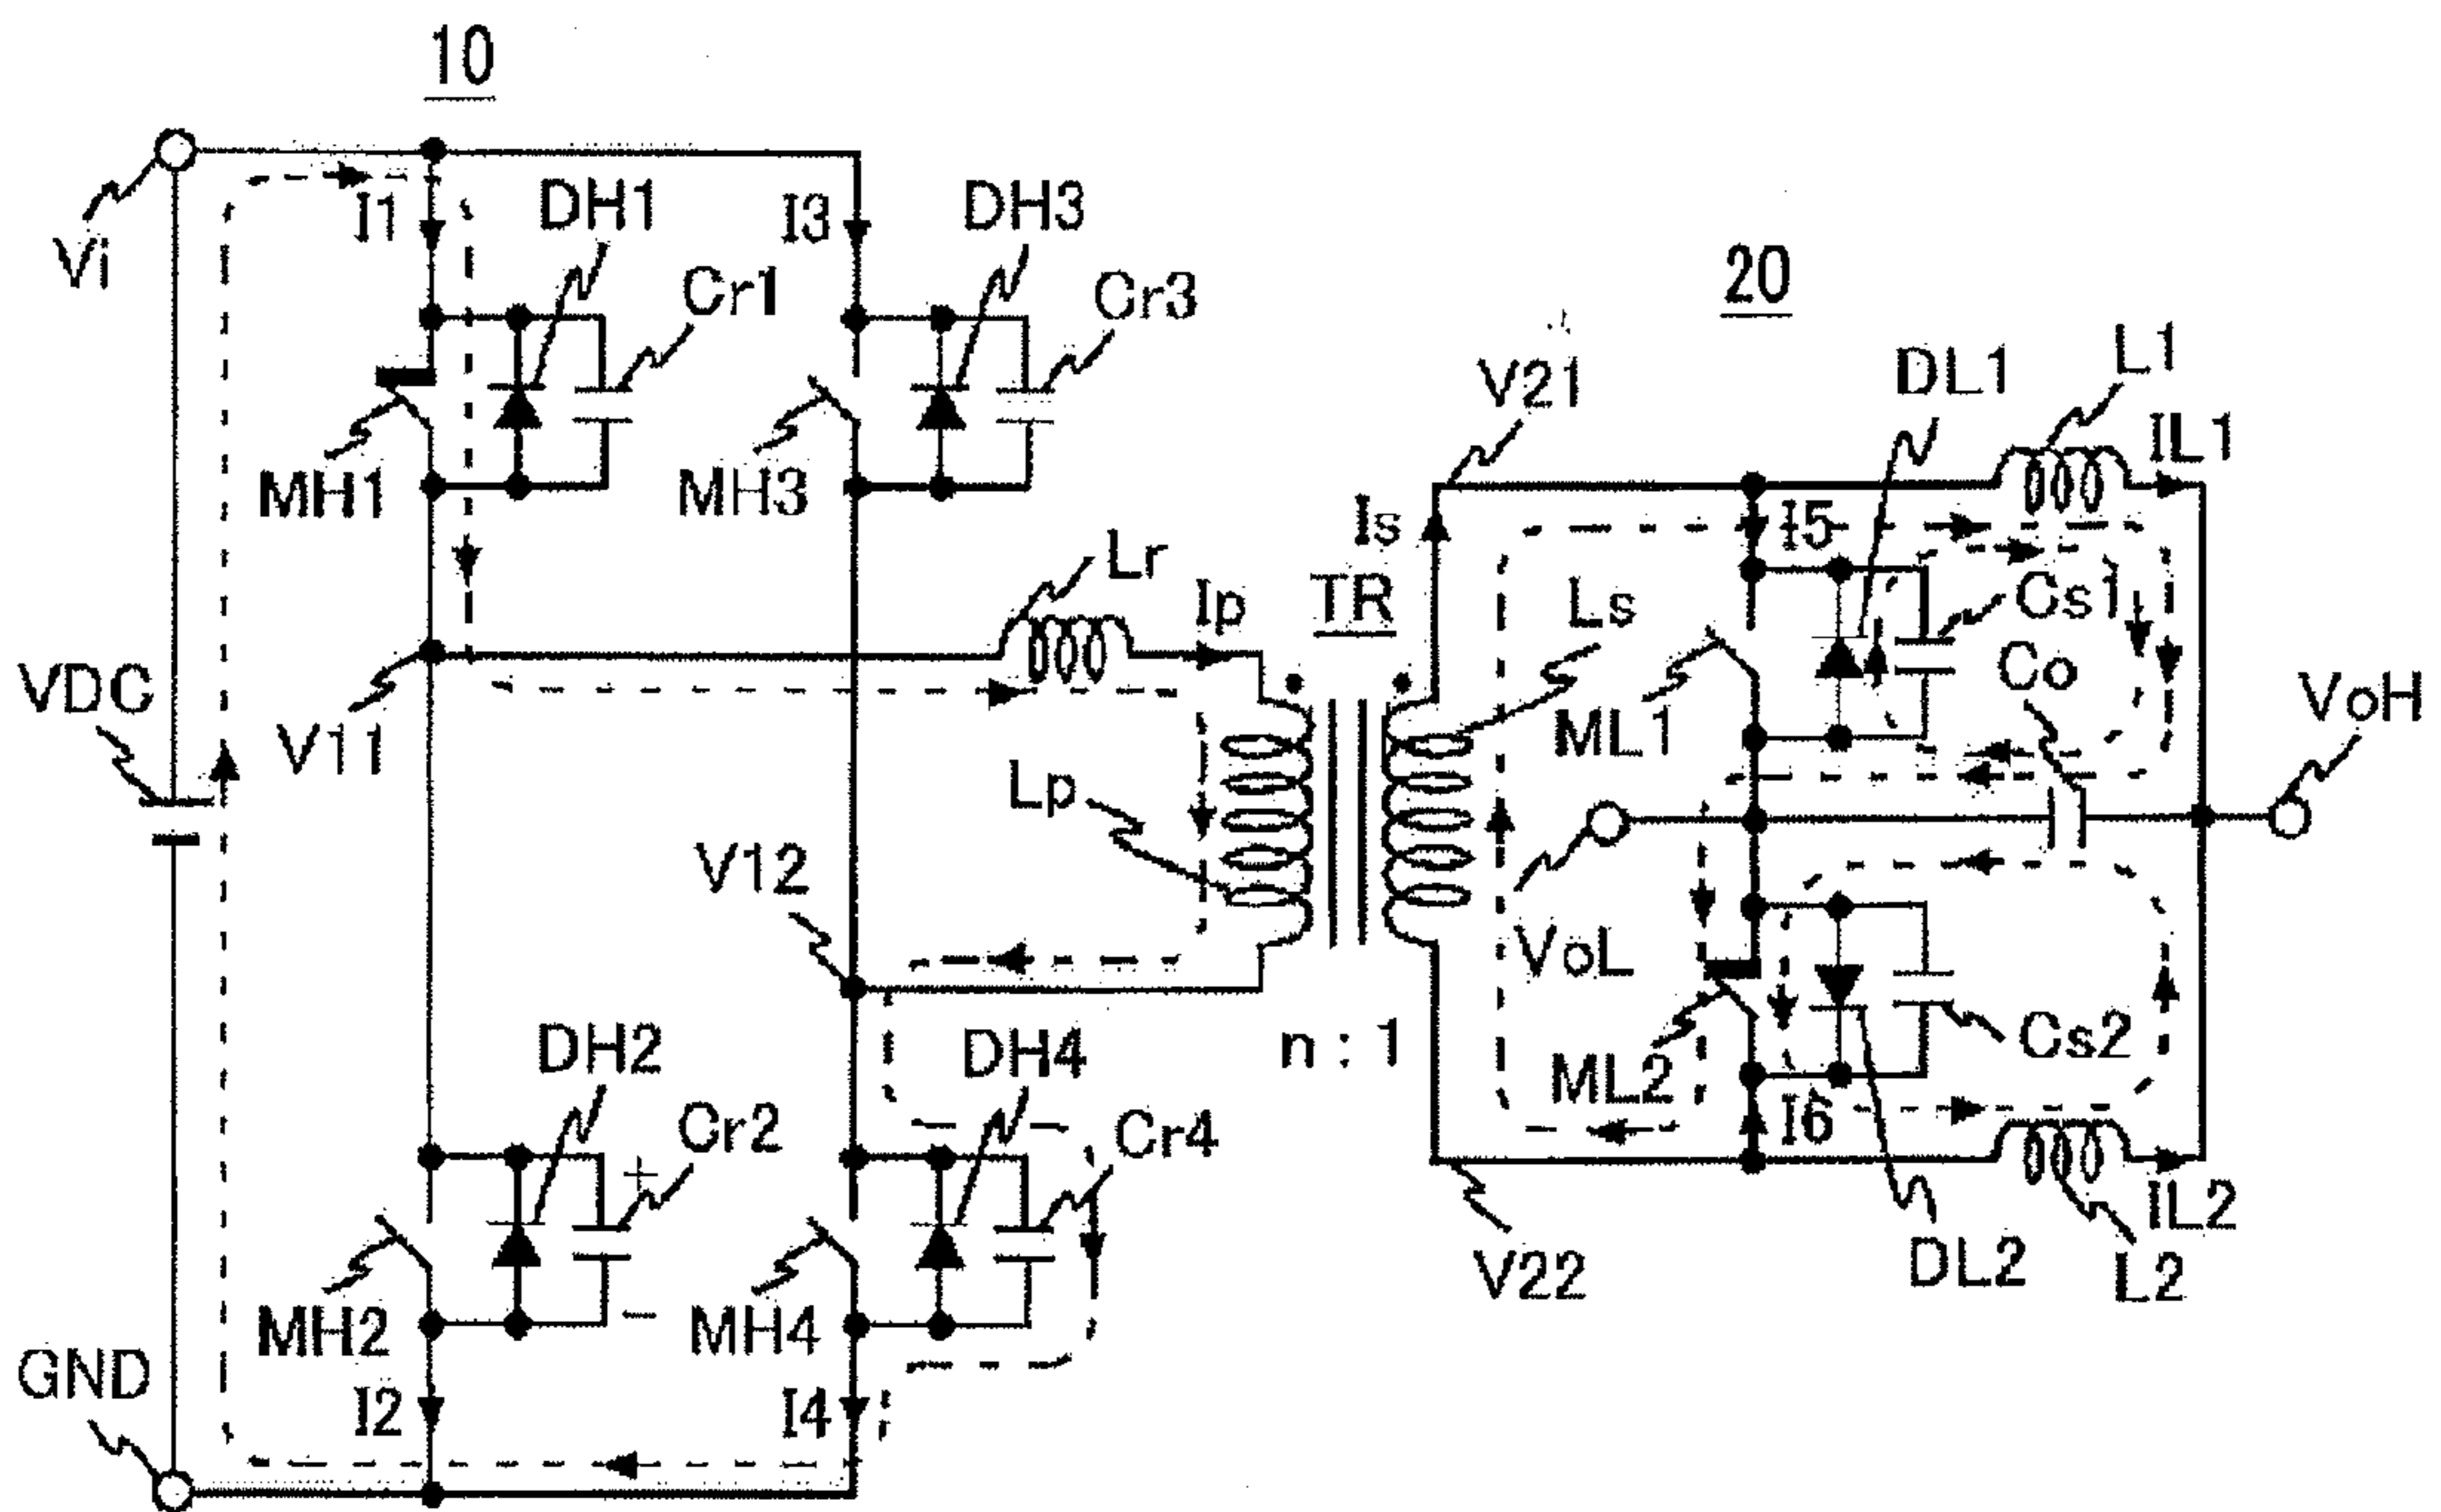 10
Vi
I1
DH1
I3
DH3
Cr1
Cr3
20
L1
DL1
V21
IL1
MH1
MH3
Is
I5
Lr
Ip
TR
Ls
Cs1
Co
VDC
V11
ML1
VoH
Lp
V12
VoL
n : 1
ML2
Cs2
DH2
DH4
Cr2
+
Cr4
I6
IL2
V22
DL2
L2
MH2
−
MH4
GND
I2
I4